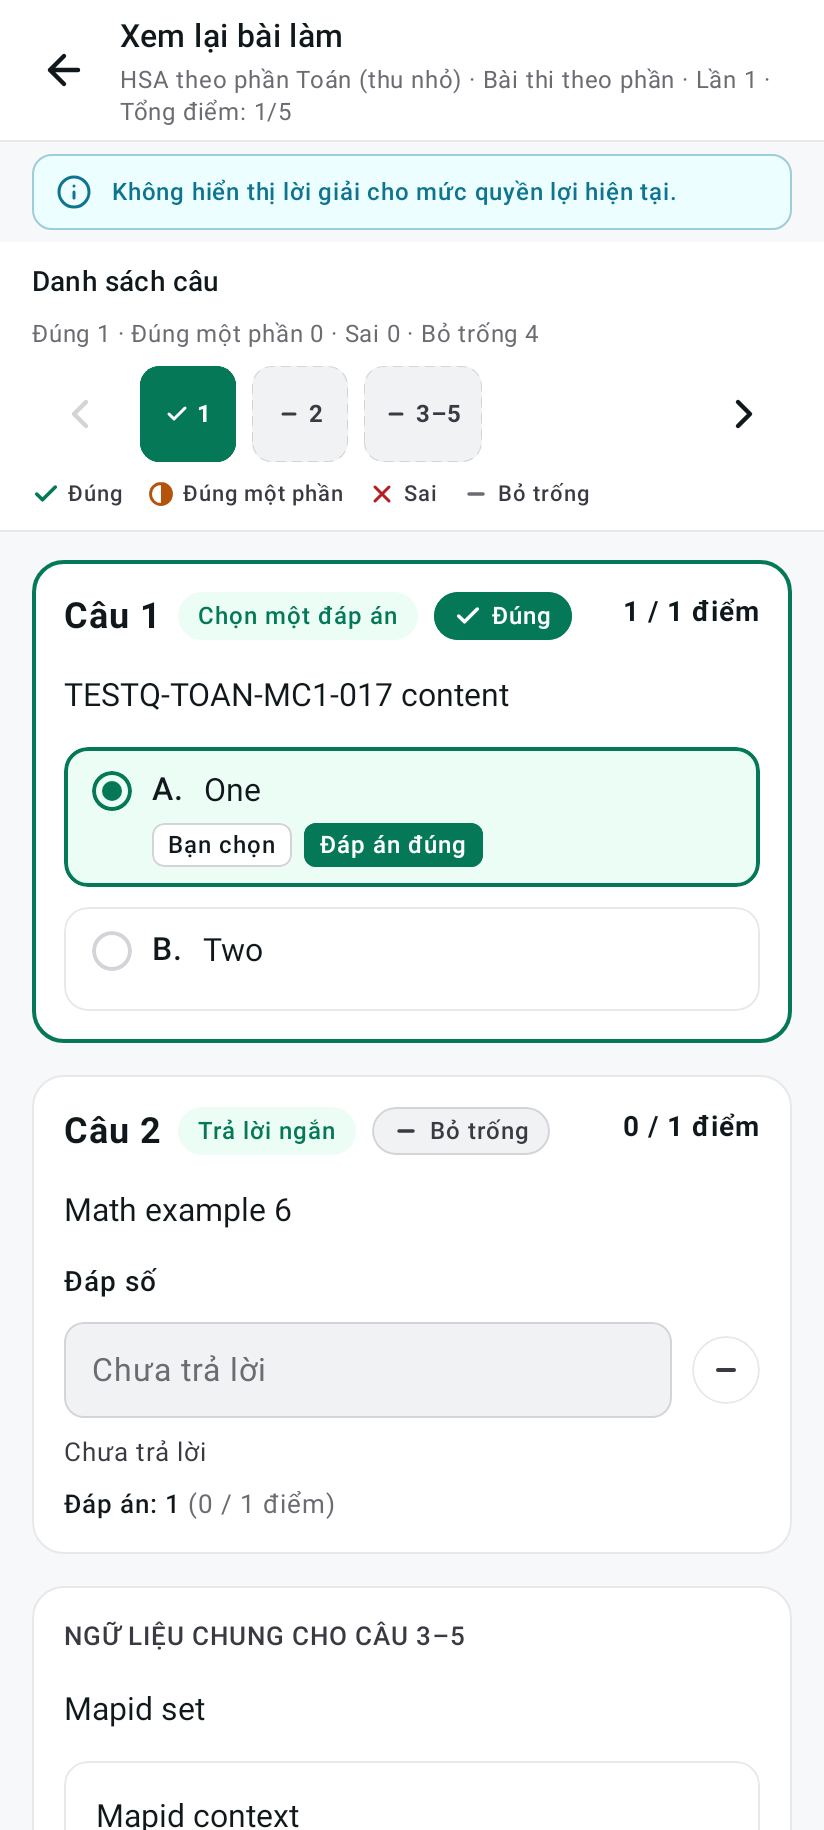 Xem lại bài làm
HSA theo phần Toán (thu nhỏ) · Bài thi theo phần · Lần 1 ·
Tổng điểm: 1/5
Không hiển thị lời giải cho mức quyền lợi hiện tại.
Danh sách câu
Đúng 1 · Đúng một phần 0 · Sai 0 · Bỏ trống 4
1 2 3–5
Đúng Đúng một phần Sai Bỏ trống
Câu 1 Chọn một đáp án Đúng 1 / 1 điểm
TESTQ-TOAN-MC1-017 content
A. One
Bạn chọn Đáp án đúng
B. Two
Câu 2 Trả lời ngắn Bỏ trống 0 / 1 điểm
Math example 6
Đáp số
Chưa trả lời
Chưa trả lời
Đáp án: 1 (0 / 1 điểm)
NGỮ LIỆU CHUNG CHO CÂU 3–5
Mapid set
Mapid context